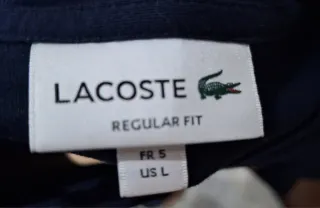 LACOSTE
REGULAR FIT
FR 5
US L